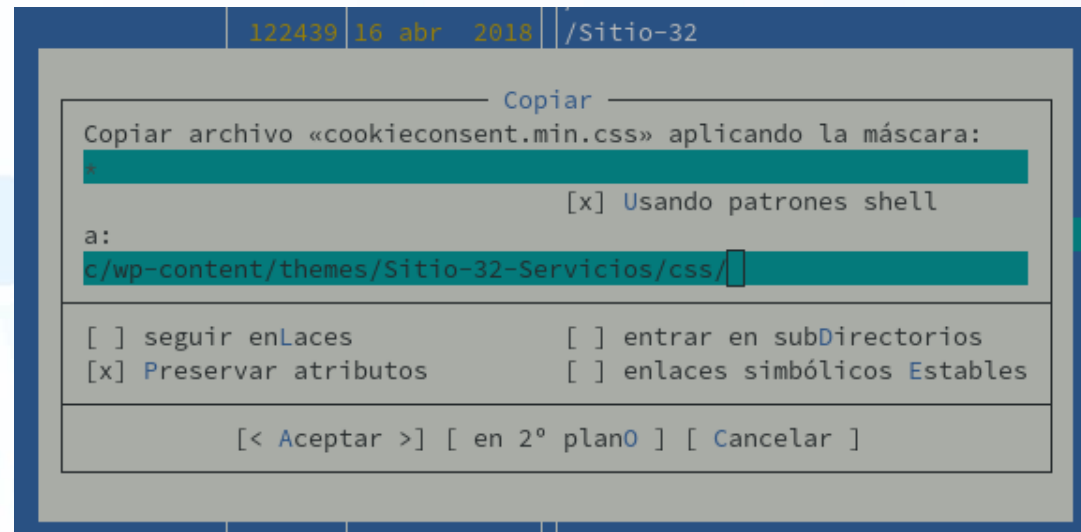 122439 16 abr 2018 /Sitio-32
Copiar
Copiar archivo «cookieconsent.min.css» aplicando la máscara:
*
[x] Usando patrones shell
a:
c/wp-content/themes/Sitio-32-Servicios/css/
[ ] seguir enLaces [ ] entrar en subDirectorios
[x] Preservar atributos [ ] enlaces simbólicos Estables
[< Aceptar >] [ en 2º planO ] [ Cancelar ]